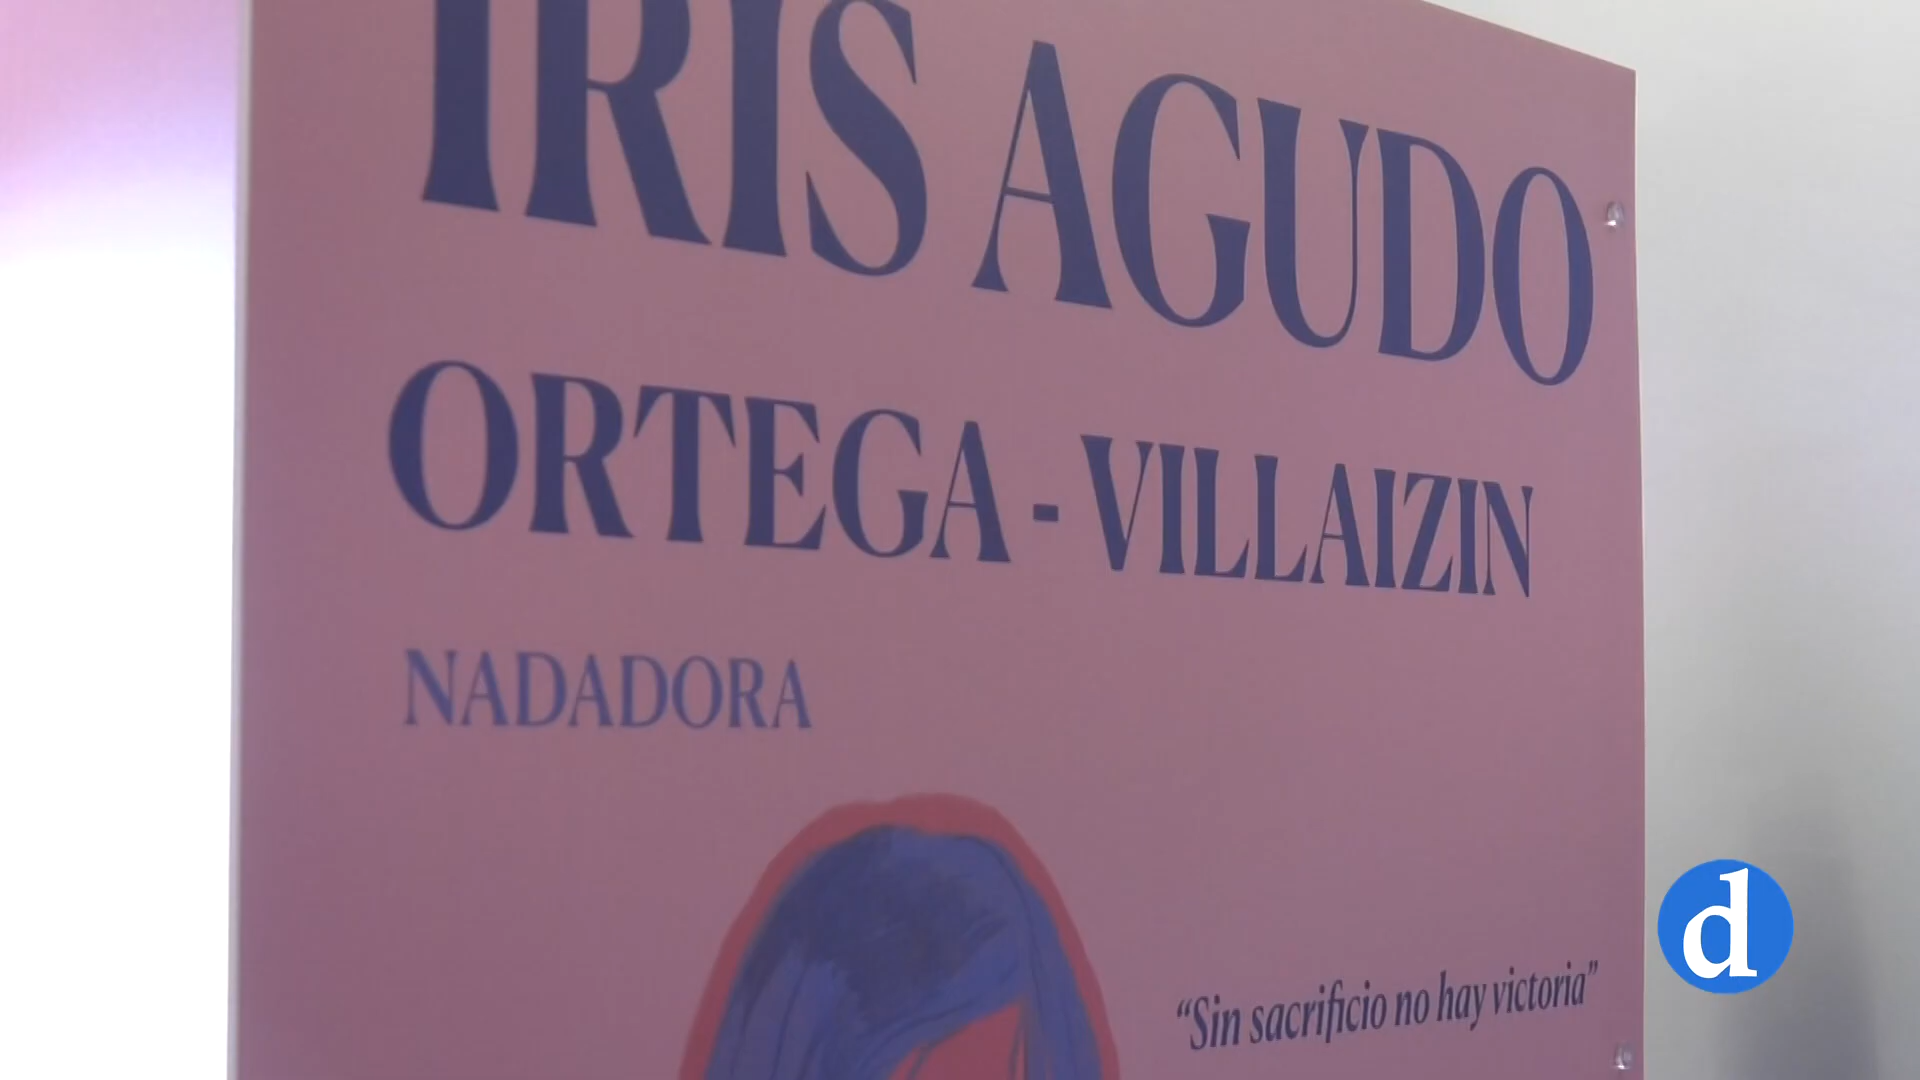 IRIS AGUDO
ORTEGA - VILLAIZIN
NADADORA
“Sin sacrificio no hay victoria”
d